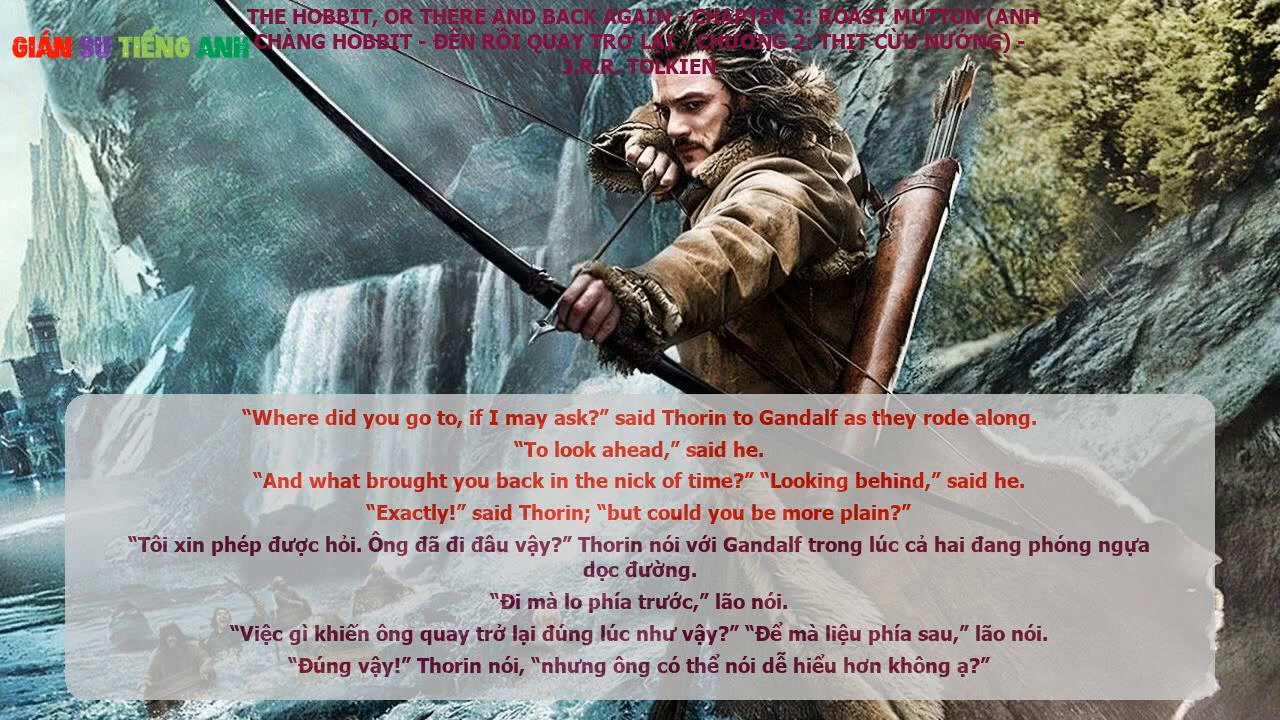 THE HOBBIT, OR THERE AND BACK AGAIN - CHAPTER 2: ROAST MUTTON (ANH
CHÀNG HOBBIT - ĐẾN RỒI QUAY TRỞ LẠI - CHƯƠNG 2: THỊT CỪU NƯỚNG) -
J.R.R. TOLKIEN
GIÁN SƯ TIẾNG ANH
“Where did you go to, if I may ask?” said Thorin to Gandalf as they rode along.
“To look ahead,” said he.
“And what brought you back in the nick of time?” “Looking behind,” said he.
“Exactly!” said Thorin; “but could you be more plain?”
“Tôi xin phép được hỏi. Ông đã đi đâu vậy?” Thorin nói với Gandalf trong lúc cả hai đang phóng ngựa
dọc đường.
“Đi mà lo phía trước,” lão nói.
“Việc gì khiến ông quay trở lại đúng lúc như vậy?” “Để mà liệu phía sau,” lão nói.
“Đúng vậy!” Thorin nói, “nhưng ông có thể nói dễ hiểu hơn không ạ?”